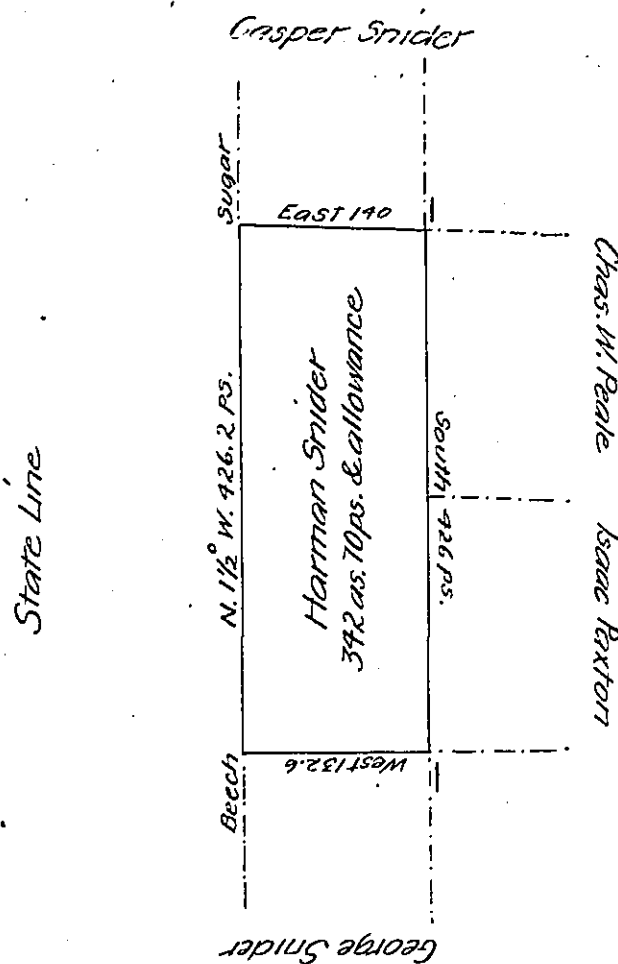 Casper Snider
Sugar
East 140
Chas. W. Peale
N. 1½° W. 426.2 PS.
Harman Snider
342 as. 70 ps. & allowance
South 426 ps.
State Line
Isaac Paxton
West 132.6
Beech
George Snider